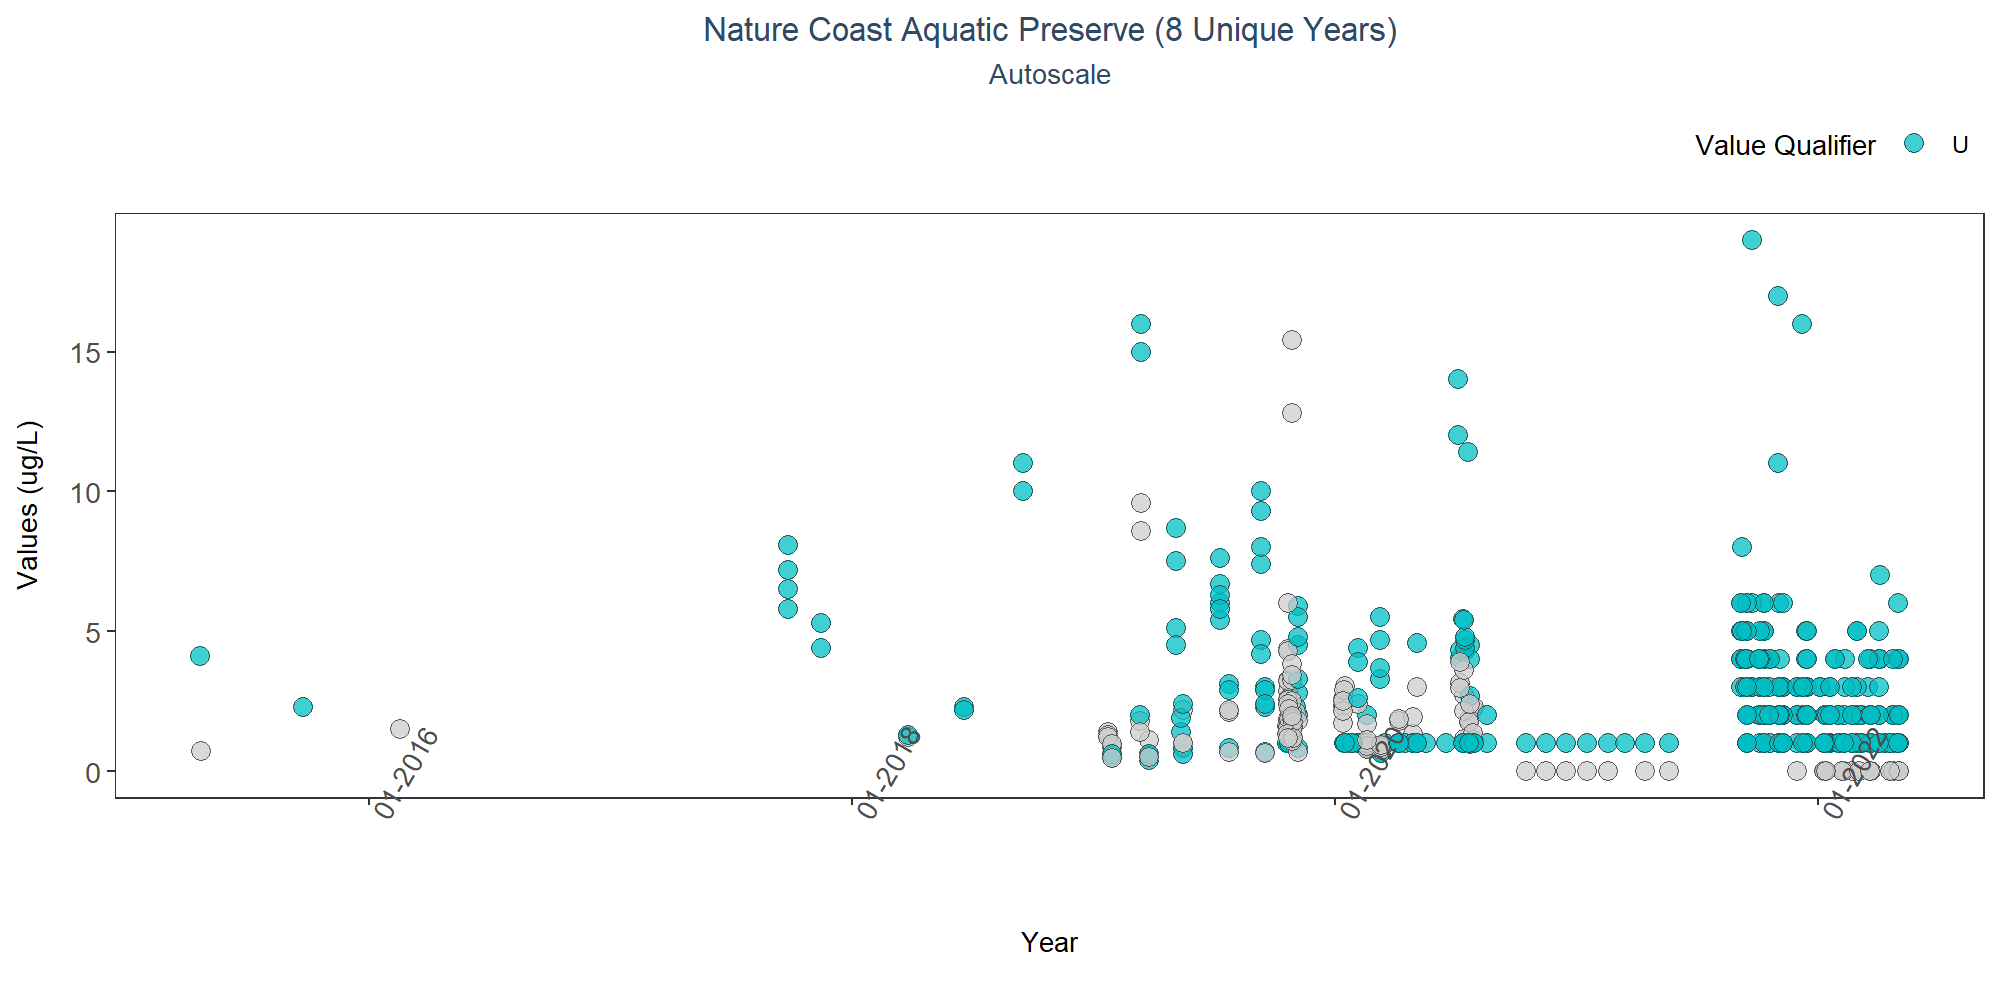 Nature Coast Aquatic Preserve (8 Unique Years)
Autoscale
Value Qualifier U
Values (ug/L)
15
10
5
0
01-2016
01-2018
01-2020
01-2022
Year